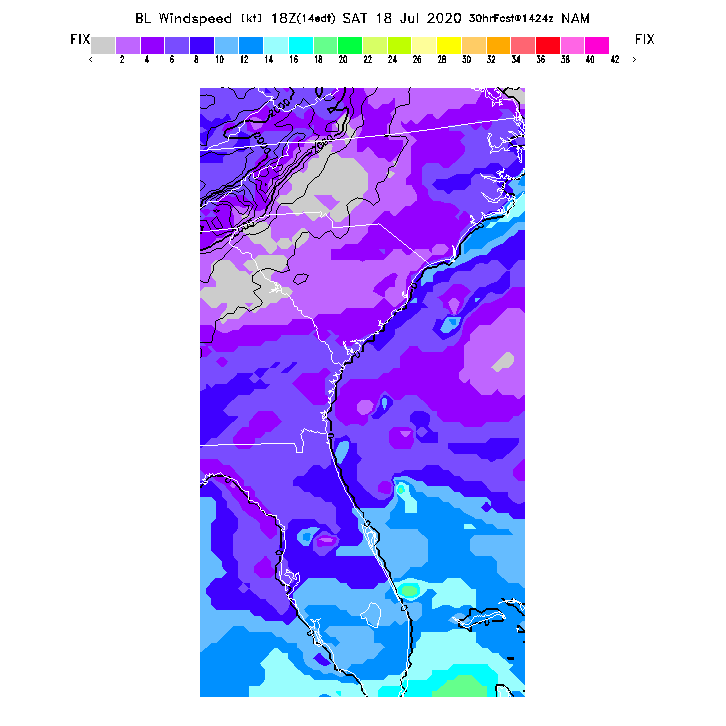 BL Windspeed [kt] 18Z(14edt) SAT 18 Jul 2020 30hrFcst@1424z NAM
FIX FIX
< 2 4 6 8 10 12 14 16 18 20 22 24 26 28 30 32 34 36 38 40 42 >
2000